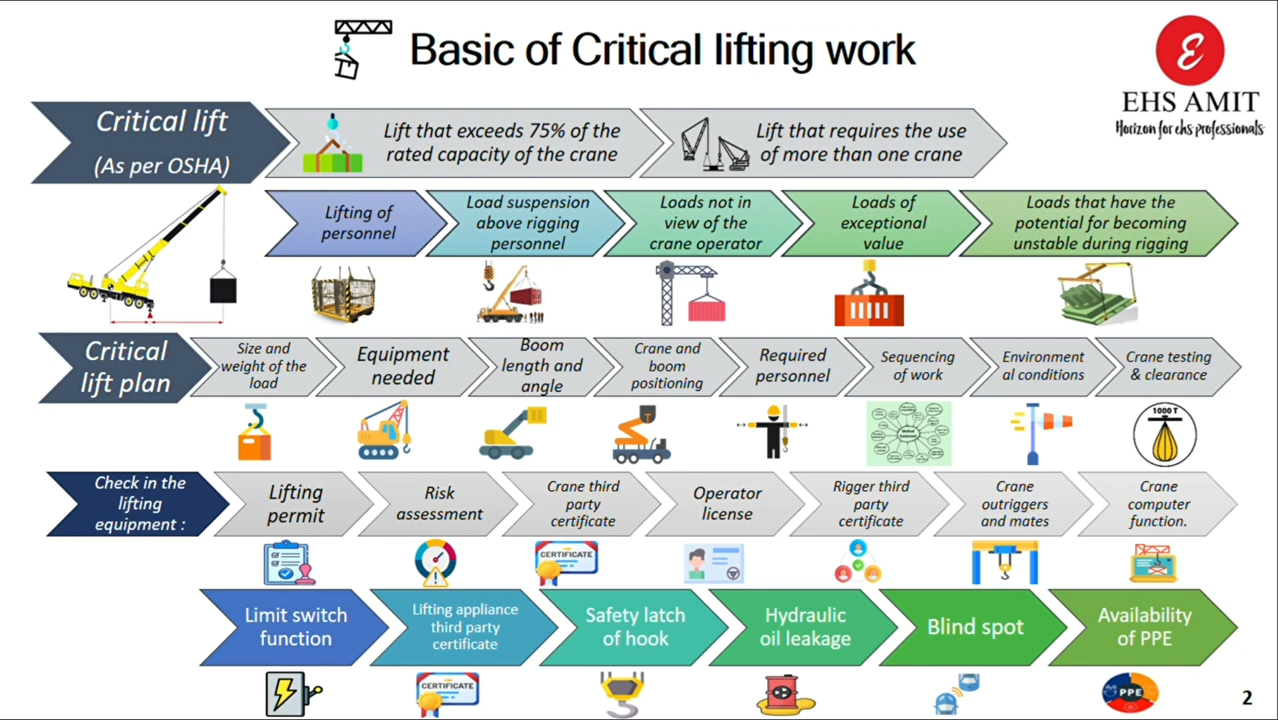 Basic of Critical lifting work
EHS AMIT
Horizon for ehs professionals
Critical lift
(As per OSHA)
Lift that exceeds 75% of the
rated capacity of the crane
Lift that requires the use
of more than one crane
Lifting of
personnel
Load suspension
above rigging
personnel
Loads not in
view of the
crane operator
Loads of
exceptional
value
Loads that have the
potential for becoming
unstable during rigging
Critical
lift plan
Size and
weight of the
load
Equipment
needed
Boom
length and
angle
Crane and
boom
positioning
Required
personnel
Sequencing
of work
Environment
al conditions
Crane testing
& clearance
1000 T
Check in the
lifting
equipment :
Lifting
permit
Risk
assessment
Crane third
party
certificate
Operator
license
Rigger third
party
certificate
Crane
outriggers
and mates
Crane
computer
function.
CERTIFICATE
Limit switch
function
Lifting appliance
third party
certificate
Safety latch
of hook
Hydraulic
oil leakage
Blind spot
Availability
of PPE
CERTIFICATE
PPE
2